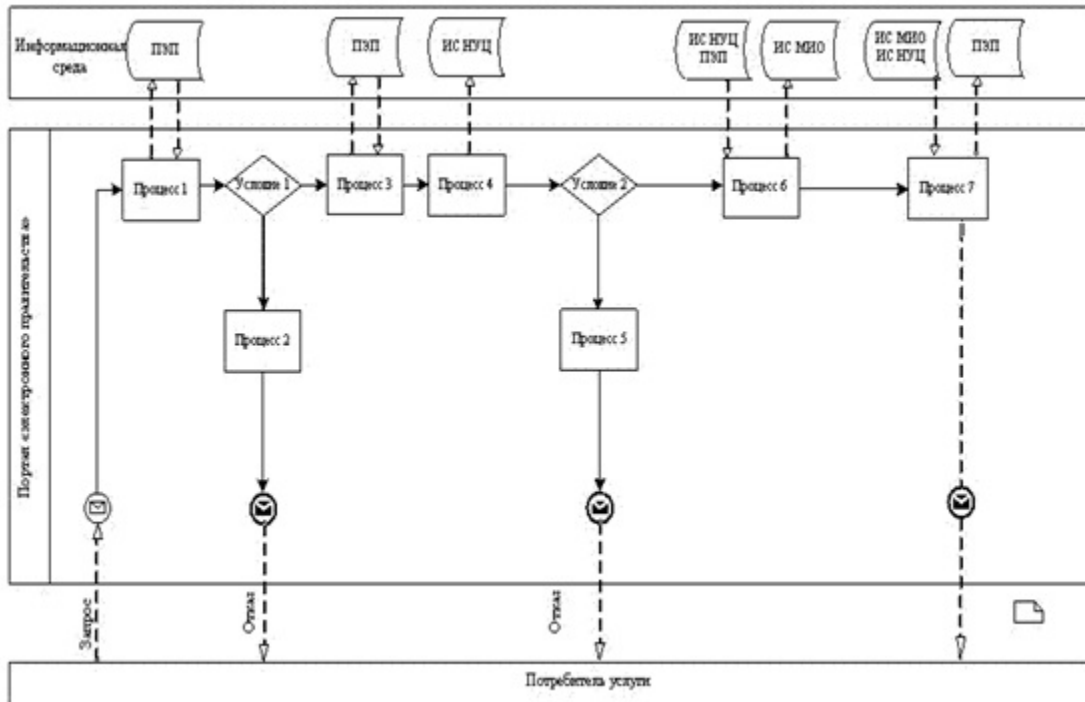 Информационная
среда
ПЭП
ПЭП
ИС НУЦ
ИС НУЦ
ПЭП
ИС МИО
ИС МИО
ИС НУЦ
ПЭП
Портал «электронного правительства»
Процесс 1
Условие 1
Процесс 3
Процесс 4
Условие 2
Процесс 6
Процесс 7
Процесс 2
Процесс 5
Запрос
Отказ
Отказ
Потребитель услуги